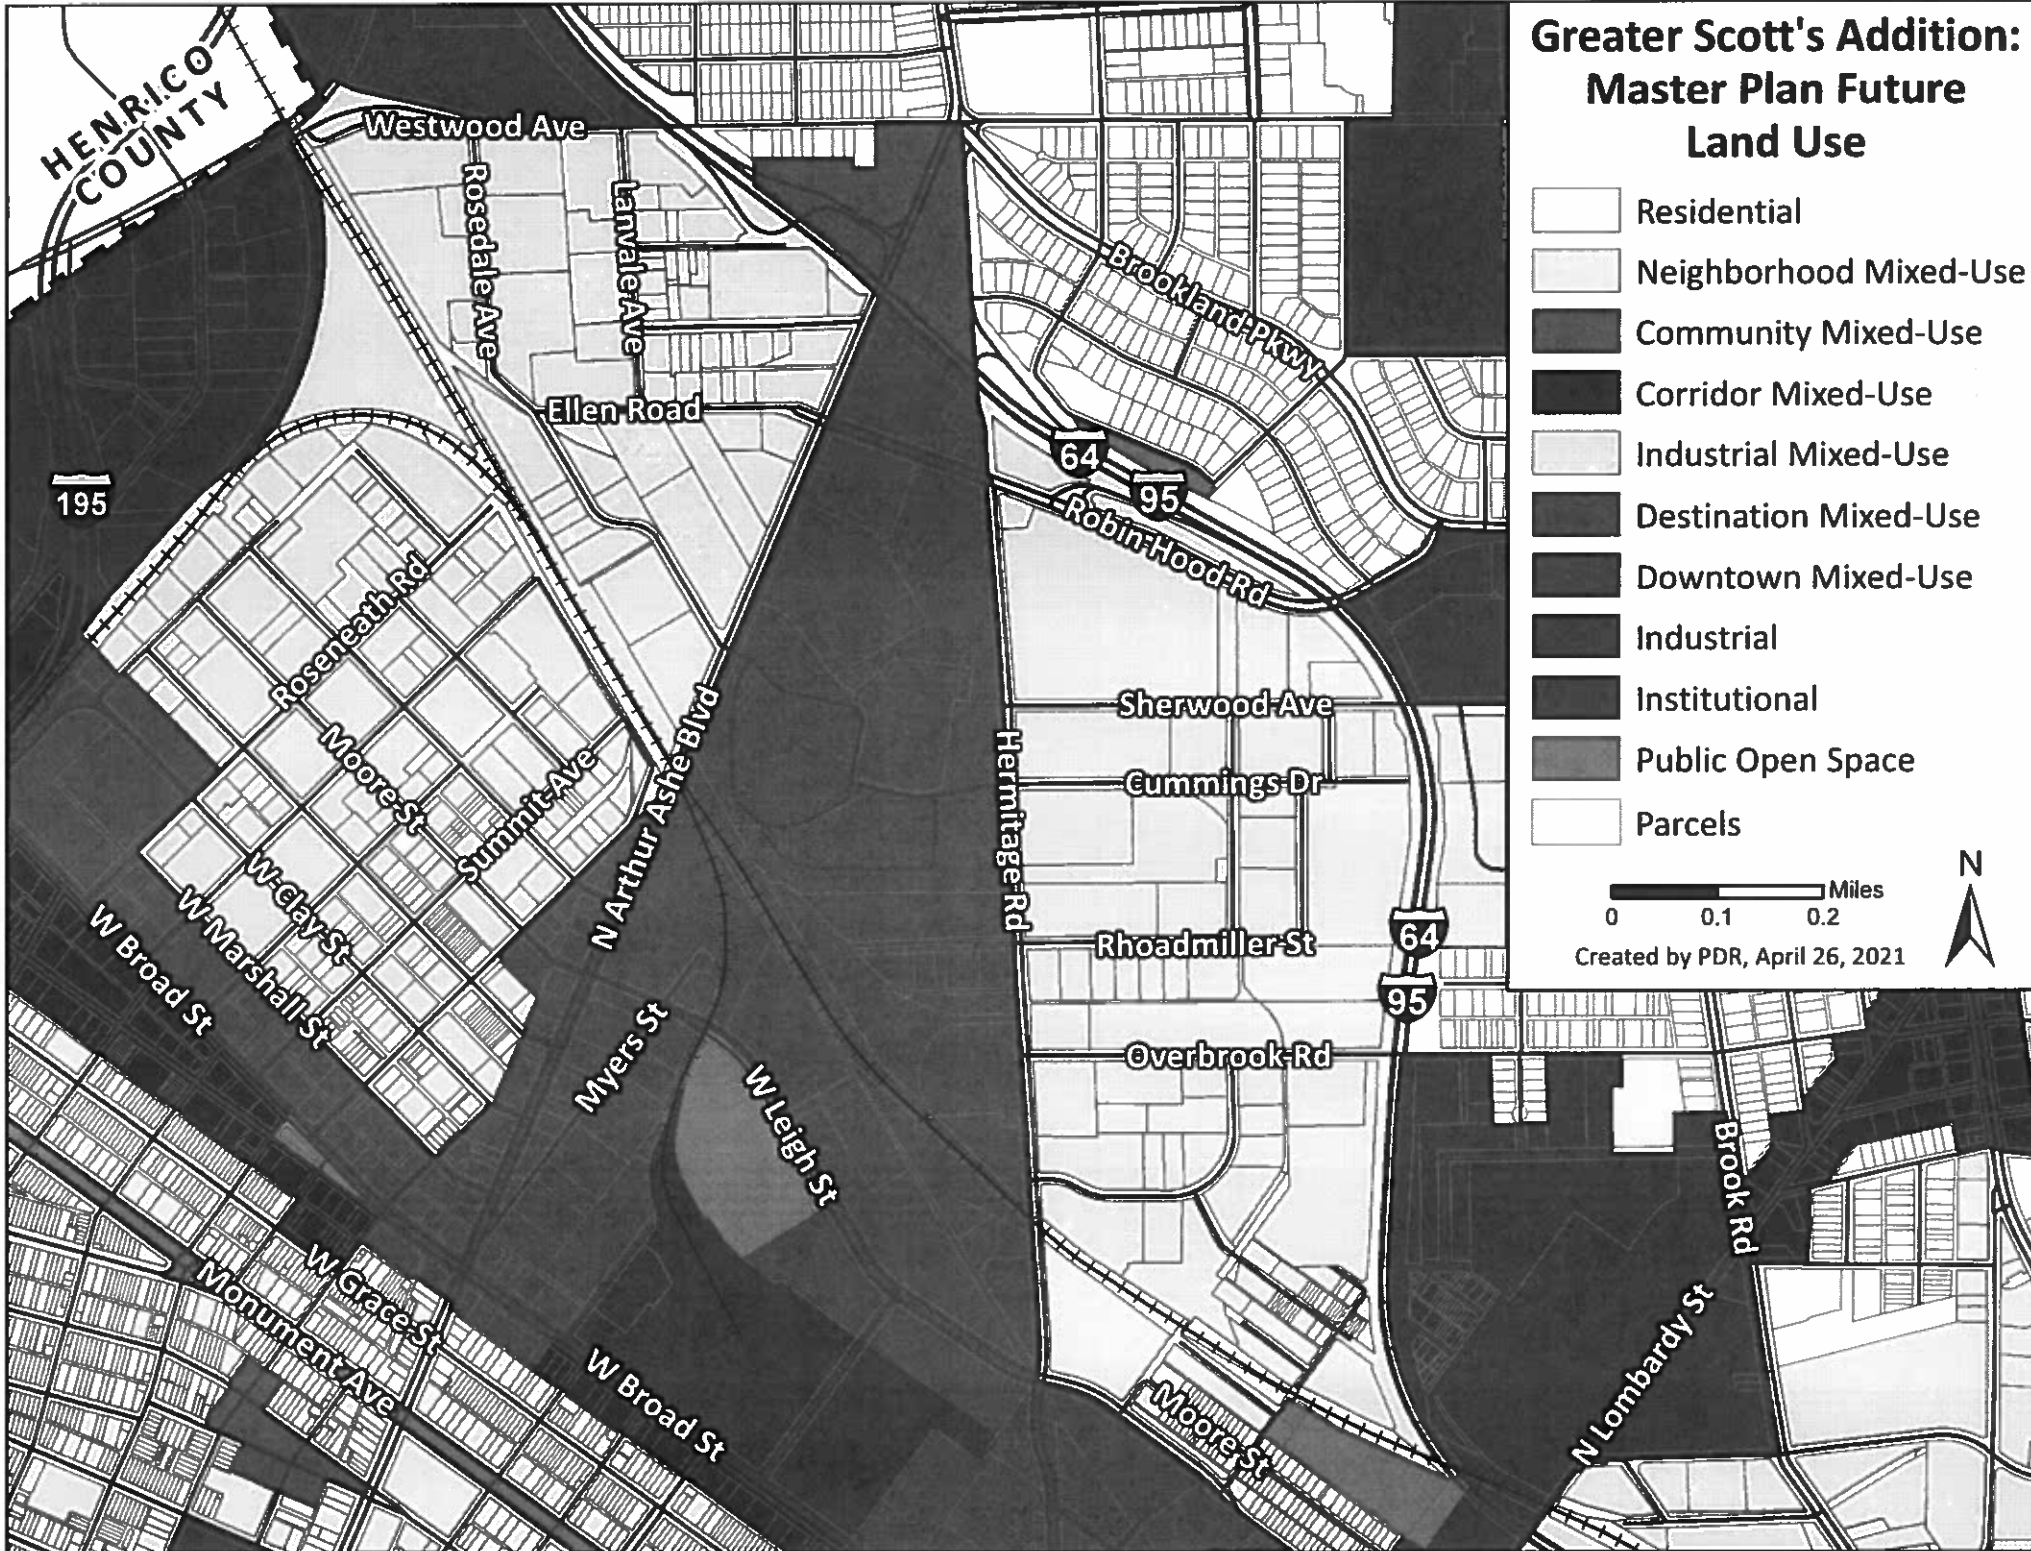 Greater Scott's Addition:
Master Plan Future
Land Use
Residential
Neighborhood Mixed-Use
Community Mixed-Use
Corridor Mixed-Use
Industrial Mixed-Use
Destination Mixed-Use
Downtown Mixed-Use
Industrial
Institutional
Public Open Space
Parcels
N
Miles
0 0.1 0.2
Created by PDR, April 26, 2021
HENRICO
COUNTY
Westwood Ave
Rosedale Ave
Lanvale Ave
Ellen Road
Brookland Pkwy
64
95
195
Robin Hood Rd
Roseneath Rd
Sherwood Ave
N Arthur Ashe Blvd
Hermitage Rd
Moore St
Summit Ave
Cummings Dr
W Clay St
W Marshall St
W Broad St
Rhoadmiller St
64
95
Myers St
Overbrook Rd
W Leigh St
Brook Rd
W Grace St
Monument Ave
W Broad St
Moore St
N Lombardy St